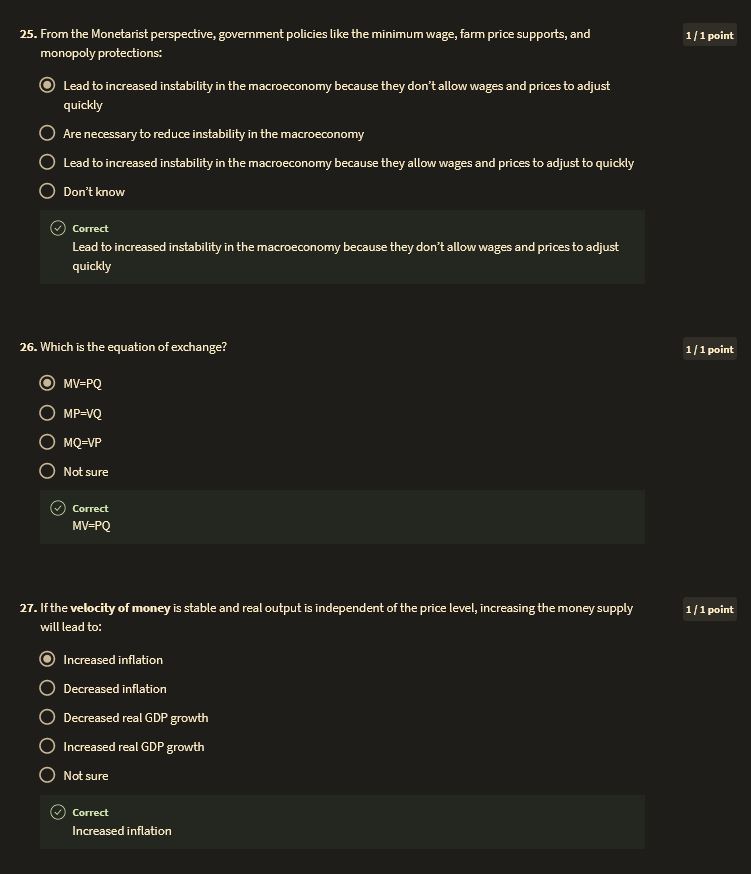 25. From the Monetarist perspective, government policies like the minimum wage, farm price supports, and
1 / 1 point
monopoly protections:
Lead to increased instability in the macroeconomy because they don't allow wages and prices to adjust
quickly
Are necessary to reduce instability in the macroeconomy
Lead to increased instability in the macroeconomy because they allow wages and prices to adjust to quickly
Don't know
Correct
Lead to increased instability in the macroeconomy because they don't allow wages and prices to adjust
quickly
26. Which is the equation of exchange?
1 / 1 point
MV=PQ
MP=VQ
MQ=VP
Not sure
Correct
MV=PQ
27. If the velocity of money is stable and real output is independent of the price level, increasing the money supply
1 / 1 point
will lead to:
Increased inflation
Decreased inflation
Decreased real GDP growth
Increased real GDP growth
Not sure
Correct
Increased inflation